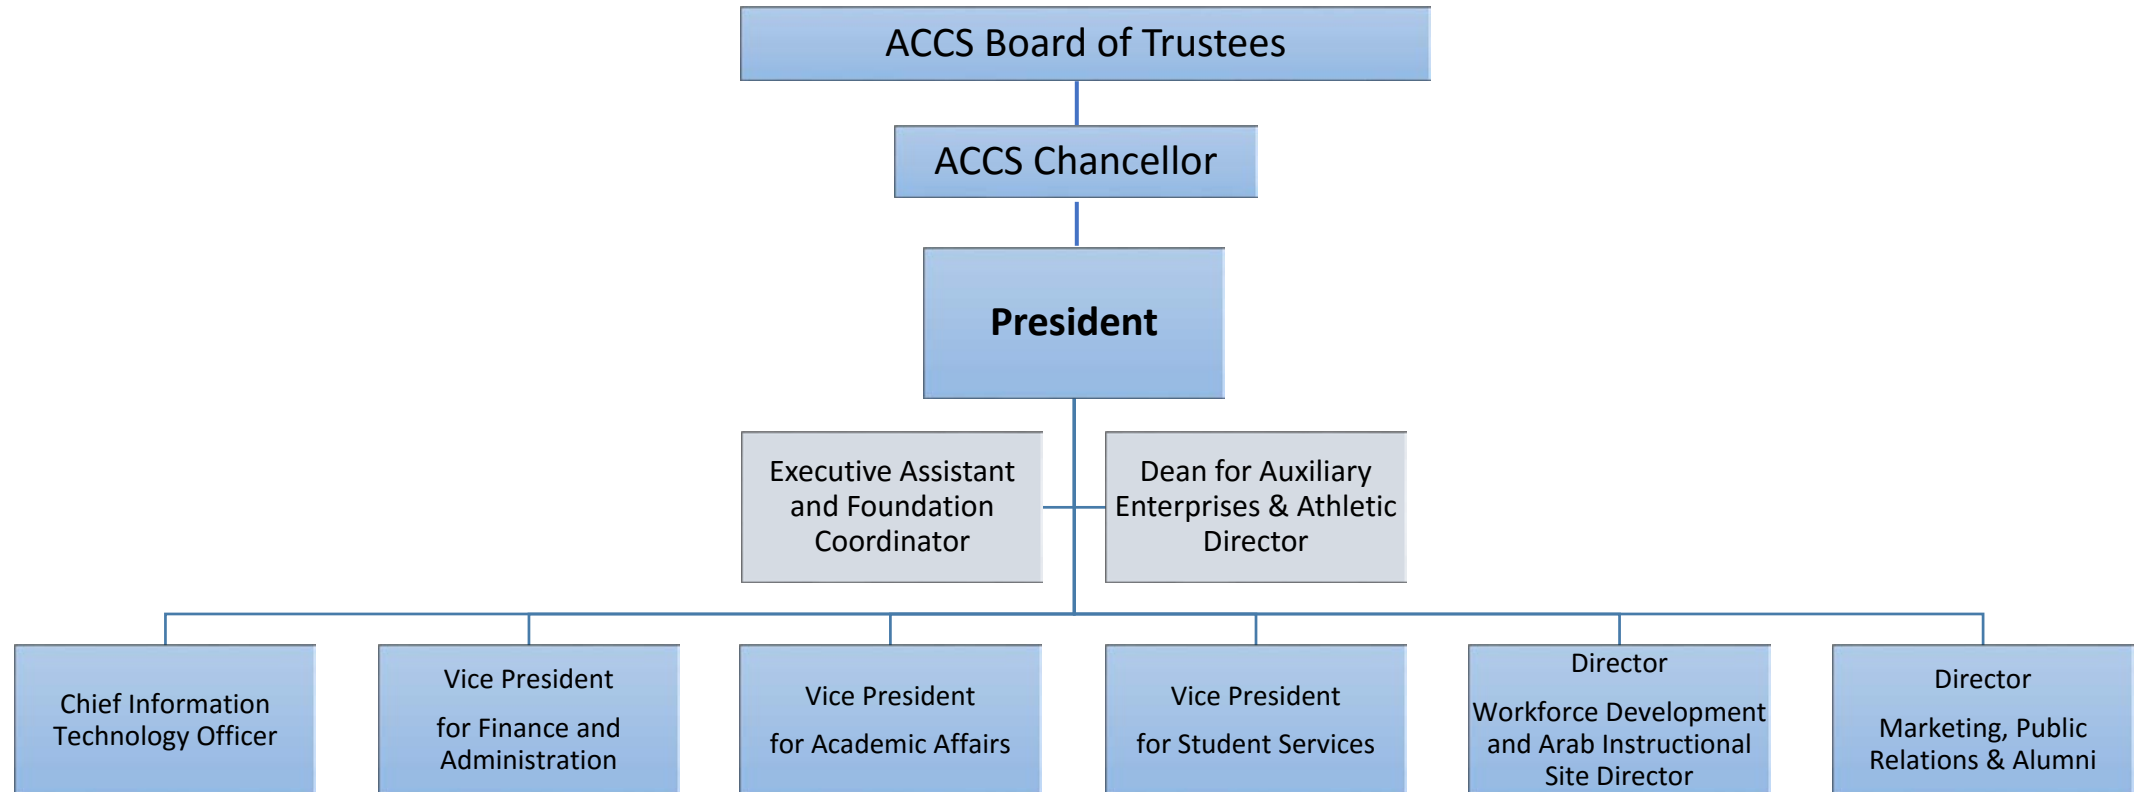 ACCS Board of Trustees
ACCS Chancellor
President
Executive Assistant
and Foundation
Coordinator
Dean for Auxiliary
Enterprises & Athletic
Director
Chief Information
Technology Officer
Vice President
for Finance and
Administration
Vice President
for Academic Affairs
Vice President
for Student Services
Director
Workforce Development
and Arab Instructional
Site Director
Director
Marketing, Public
Relations & Alumni